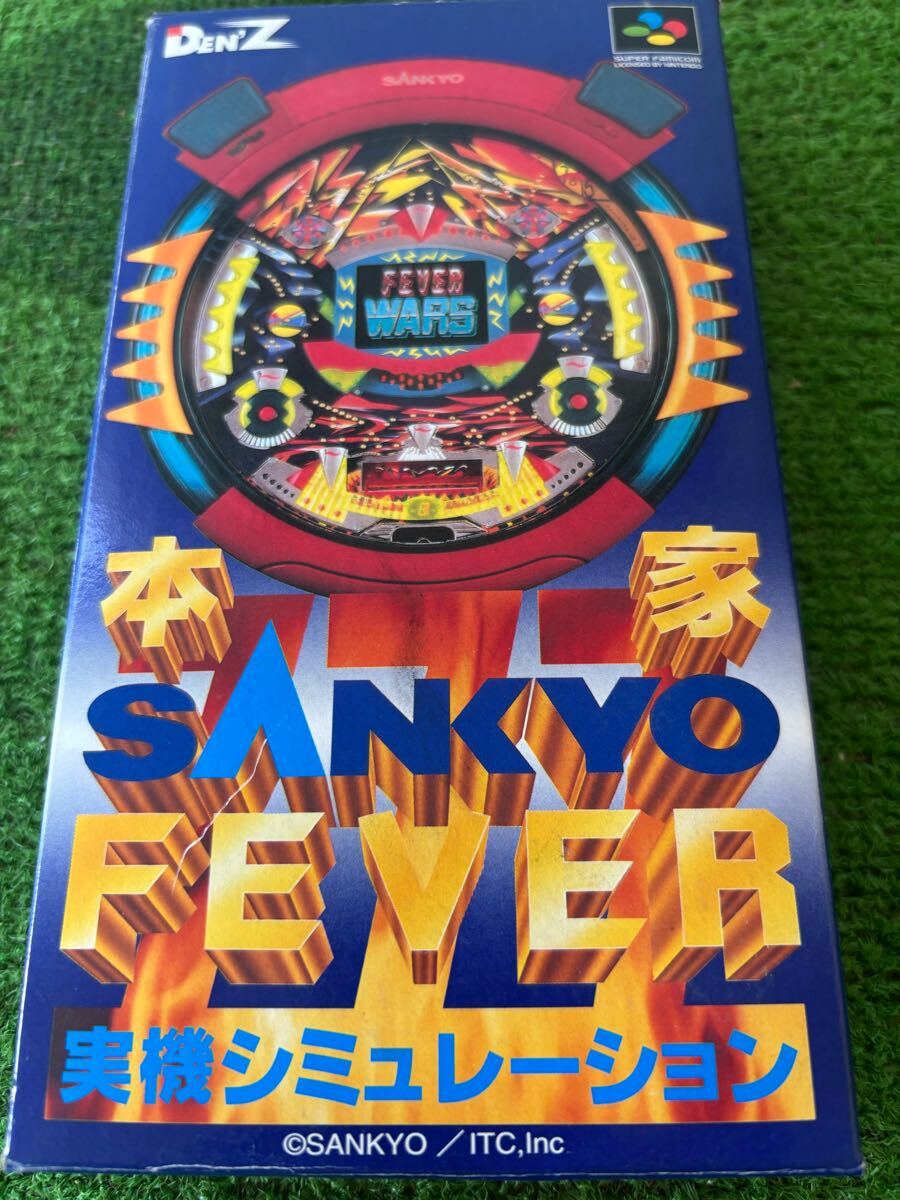 DEN'Z
SUPER FAMICOM
LICENSED BY NINTENDO
SANKYO
FEVER
WARS
本家
SANKYO
FEVER
実機シミュレーション
©SANKYO／ITC,Inc